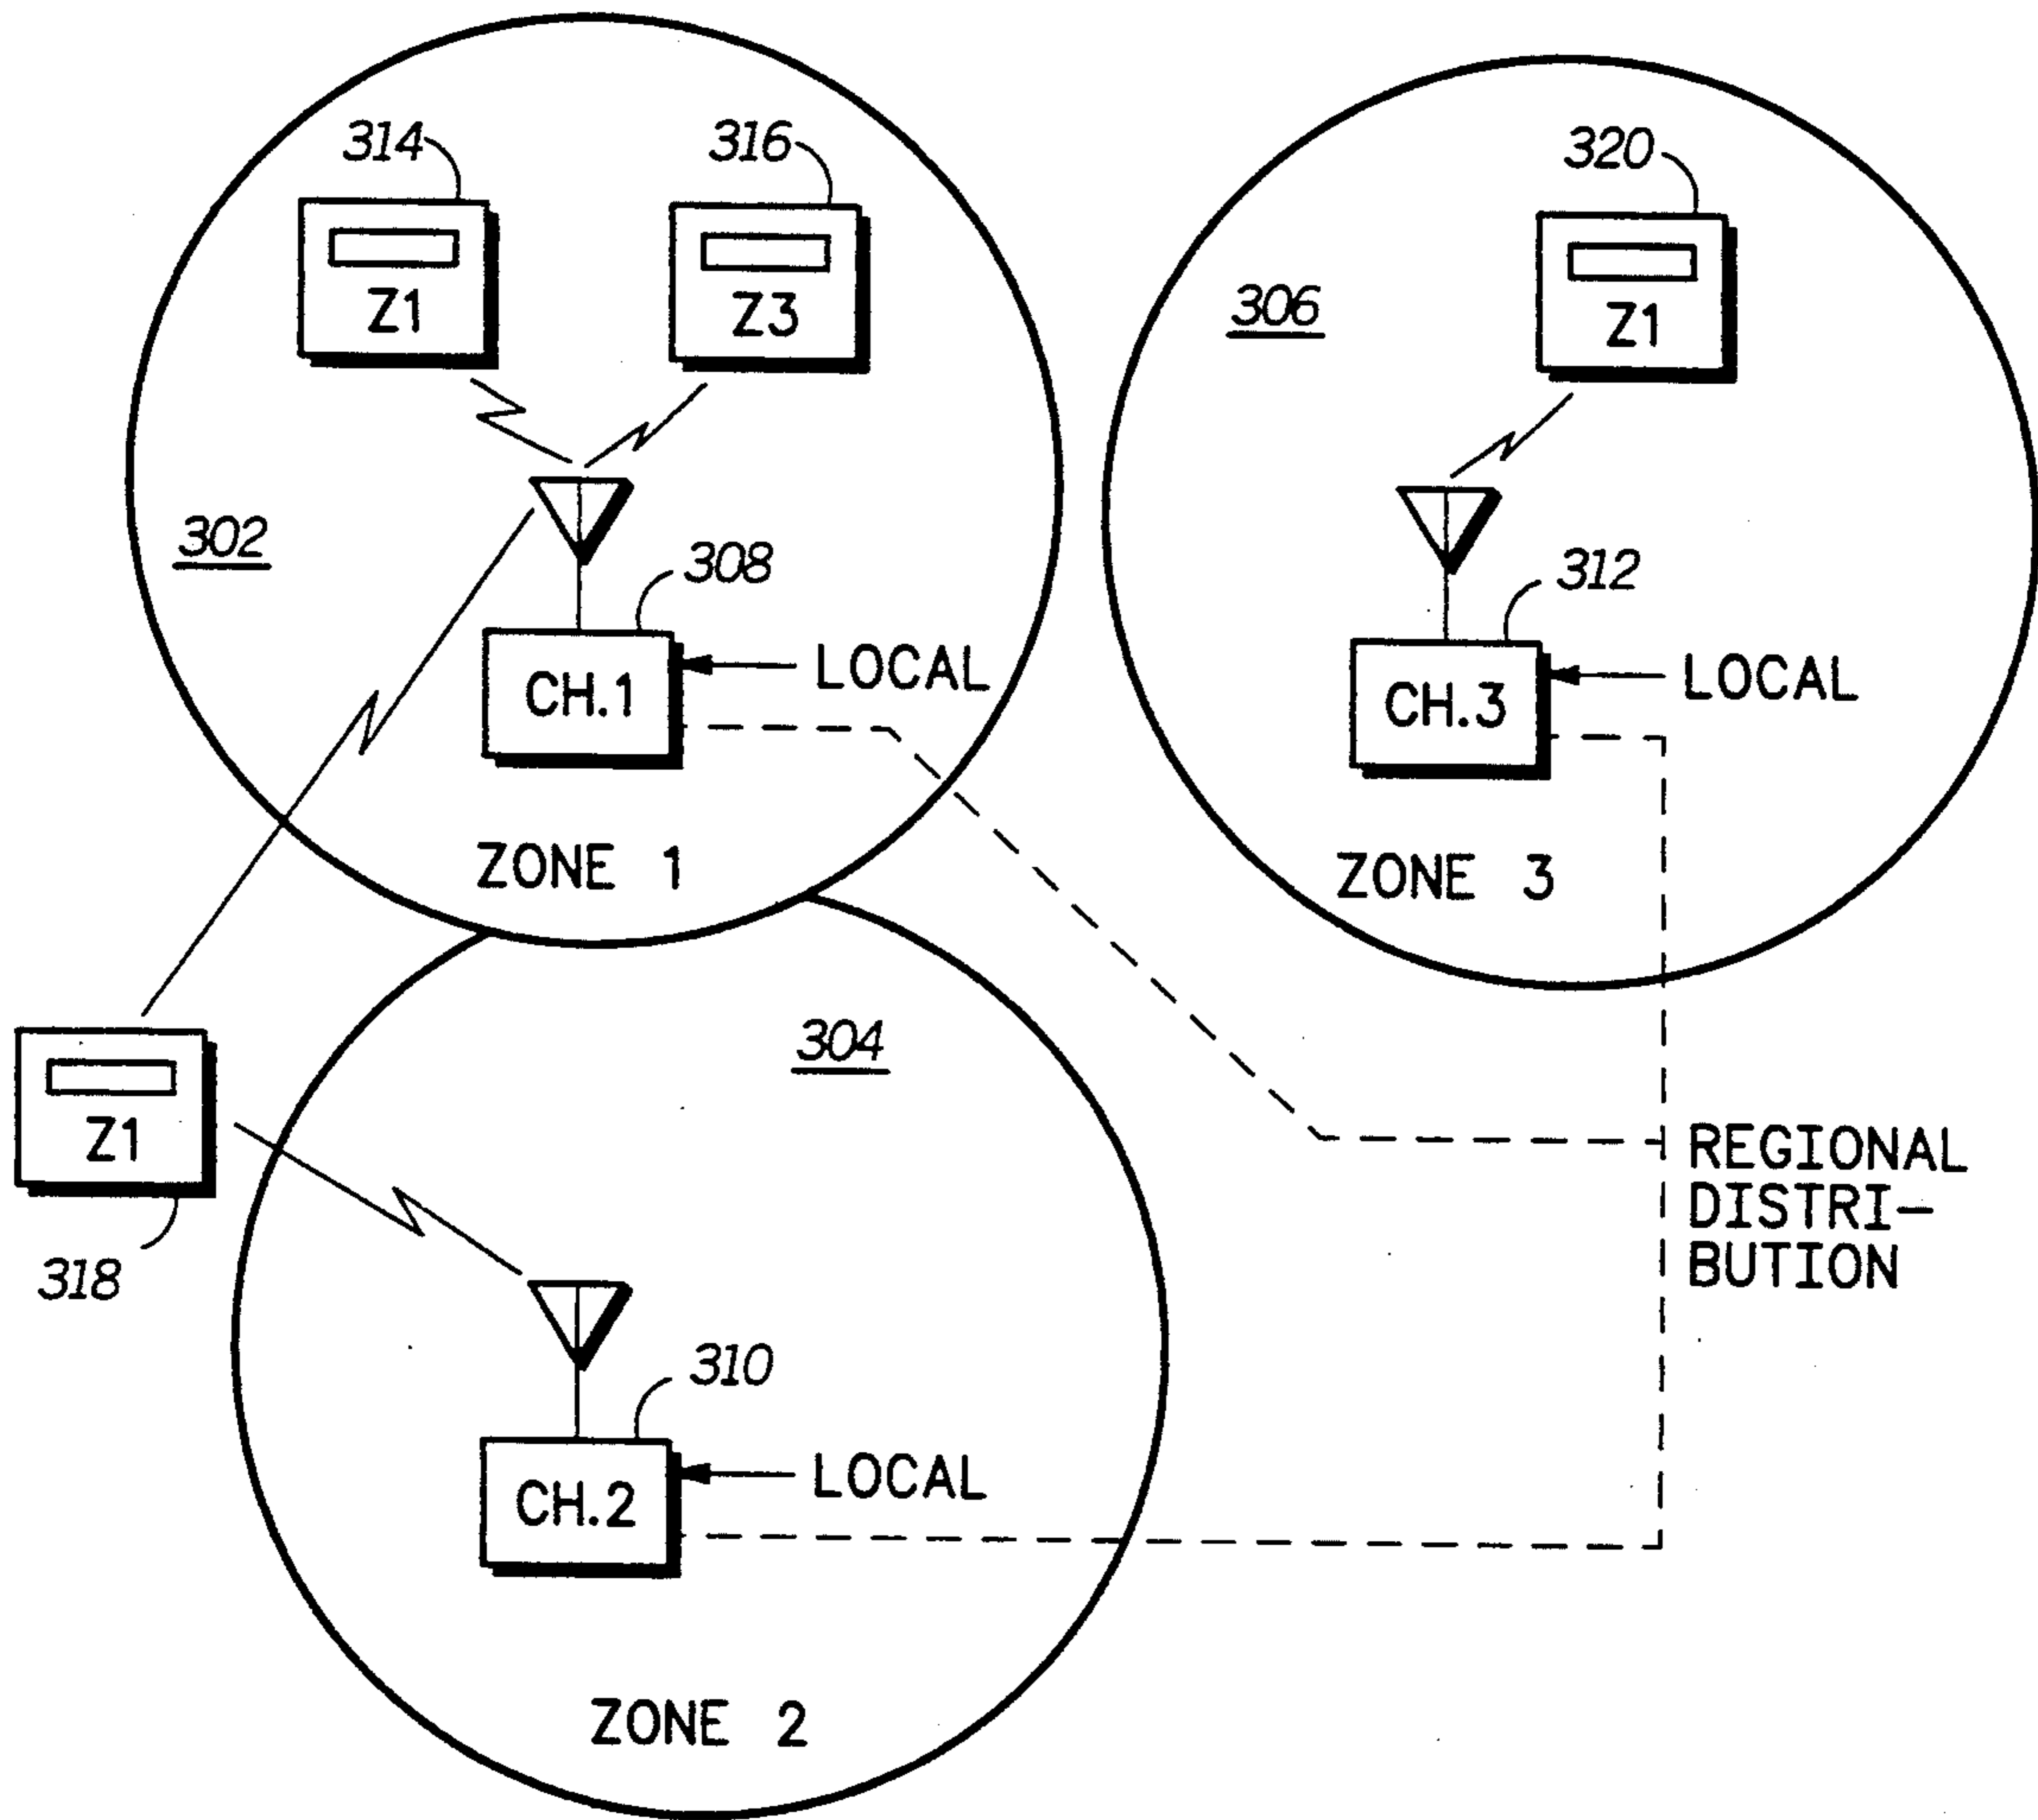 314
316
320
Z1
Z3
306
Z1
302
308
312
CH.1
LOCAL
CH.3
LOCAL
ZONE 1
ZONE 3
304
Z1
REGIONAL
DISTRI-
BUTION
318
310
CH.2
LOCAL
ZONE 2